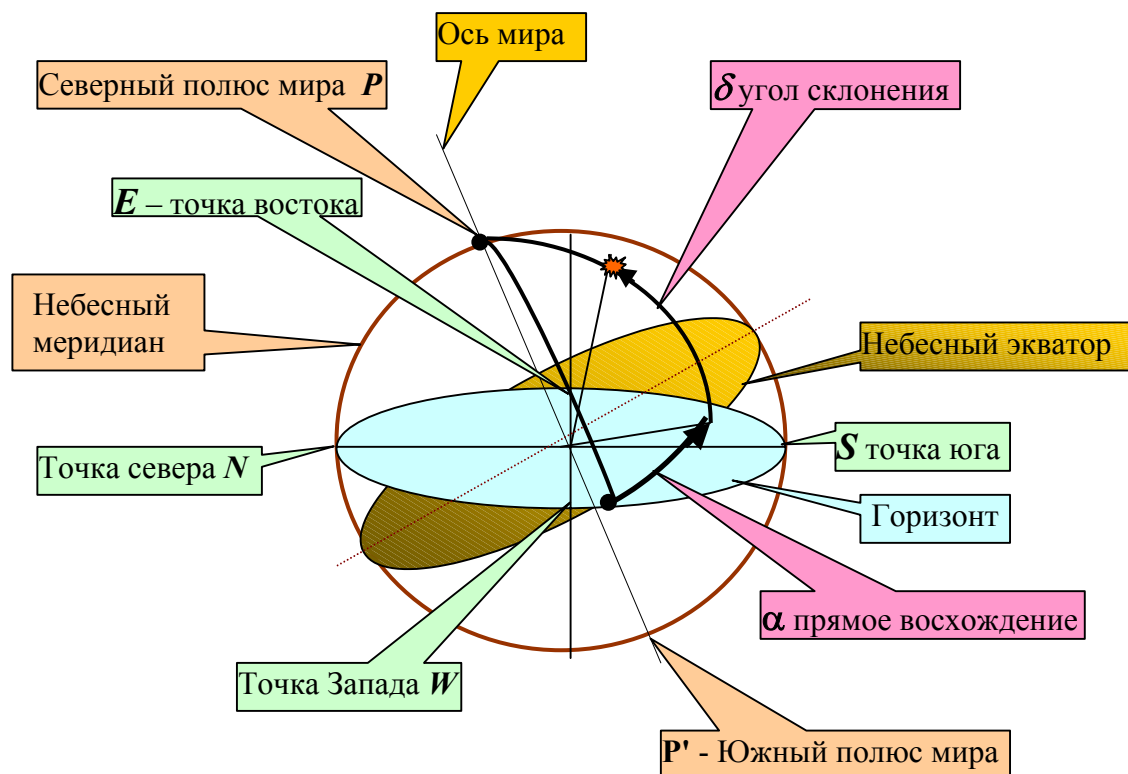 Ось мира
Северный полюс мира P
δ угол склонения
E – точка востока
Небесный
меридиан
Небесный экватор
Точка севера N
S точка юга
Горизонт
α прямое восхождение
Точка Запада W
P' - Южный полюс мира